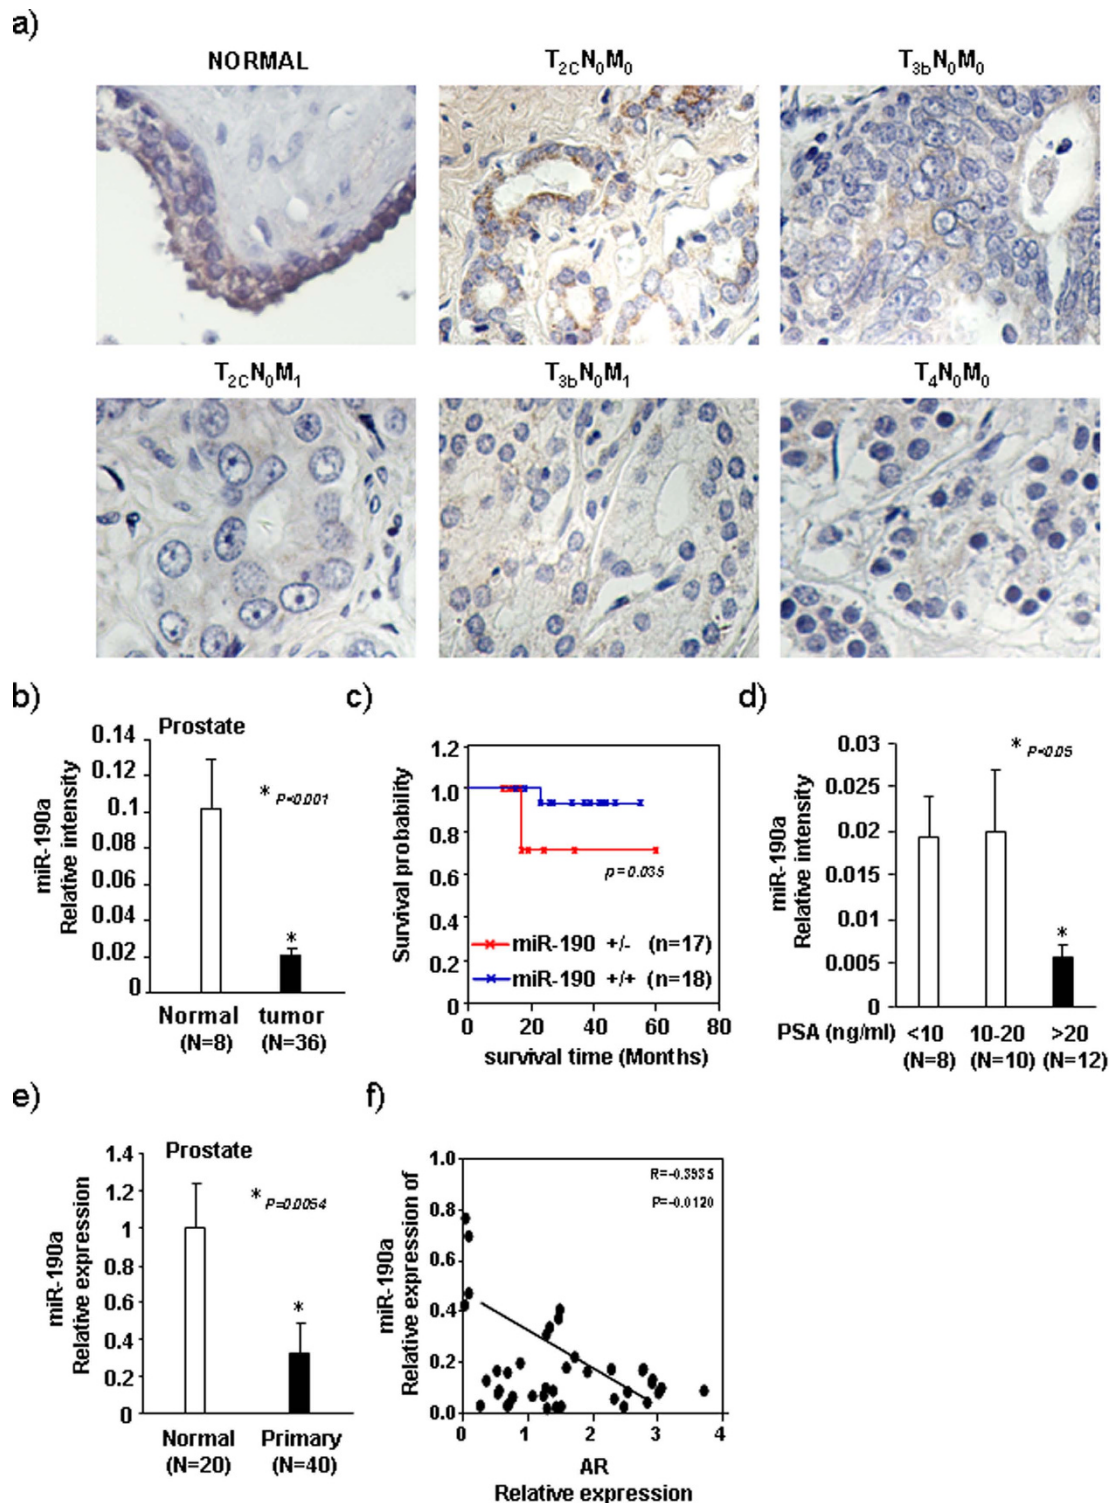 a)
NORMAL
T2CN0M0
T3bN0M0
T2CN0M1
T3bN0M1
T4N0M0
b)
Prostate
miR-190a
Relative intensity
0.14
0.12
0.1
0.08
0.06
0.04
0.02
0
* P<0.001
*
Normal
(N=8)
tumor
(N=36)
c)
Survival probability
1.2
1.0
0.8
0.6
0.4
0.2
0
p = 0.035
miR-190 +/- (n=17)
miR-190 +/+ (n=18)
0 20 40 60 80
survival time (Months)
d)
miR-190a
Relative intensity
0.03
0.025
0.02
0.015
0.01
0.005
0
* P<0.05
*
PSA (ng/ml) <10 10-20 >20
(N=8) (N=10) (N=12)
e)
Prostate
miR-190a
Relative expression
1.4
1.2
1
0.8
0.6
0.4
0.2
0
* P=0.0054
*
Normal
(N=20)
Primary
(N=40)
f)
miR-190a
Relative expression of
1.0
0.8
0.6
0.4
0.2
0.0
R=-0.3935
P=0.0120
0 1 2 3 4
AR
Relative expression